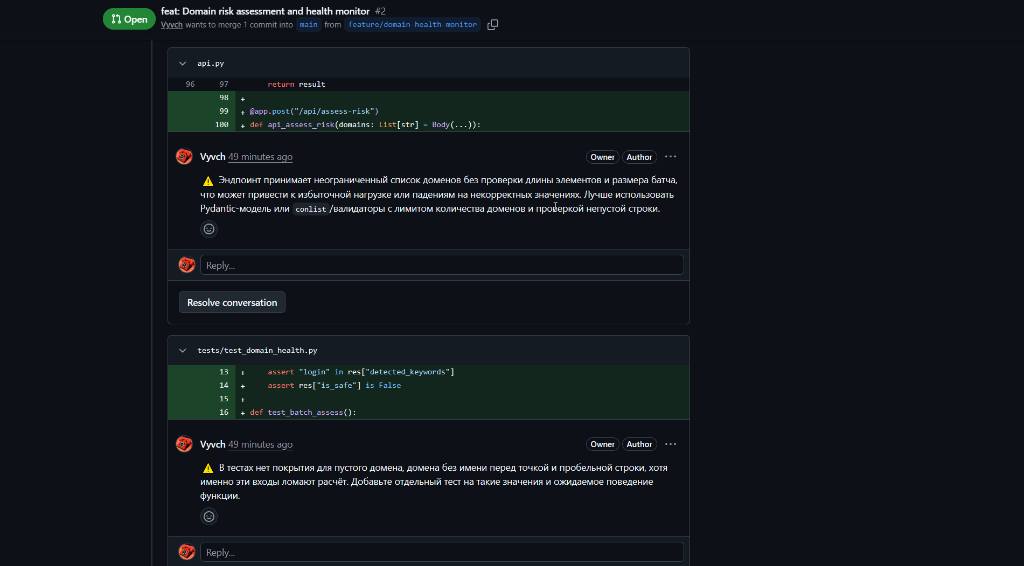 Open
feat: Domain risk assessment and health monitor #2
Vyvch wants to merge 1 commit into main from feature/domain-health-monitor
api.py
96 97 return result
98 +
99 + @app.post("/api/assess-risk")
100 + def api_assess_risk(domains: List[str] = Body(...)):
Vyvch 49 minutes ago Owner Author ...
⚠️ Эндпоинт принимает неограниченный список доменов без проверки длины элементов и размера батча,
что может привести к избыточной нагрузке или падениям на некорректных значениях. Лучше использовать
Pydantic-модель или conlist/валидаторы с лимитом количества доменов и проверкой непустой строки.
Reply...
Resolve conversation
tests/test_domain_health.py
13 + assert "login" in res["detected_keywords"]
14 + assert res["is_safe"] is False
15 +
16 + def test_batch_assess():
Vyvch 49 minutes ago Owner Author ...
⚠️ В тестах нет покрытия для пустого домена, домена без имени перед точкой и пробельной строки, хотя
именно эти входы ломают расчёт. Добавьте отдельный тест на такие значения и ожидаемое поведение
функции.
Reply...